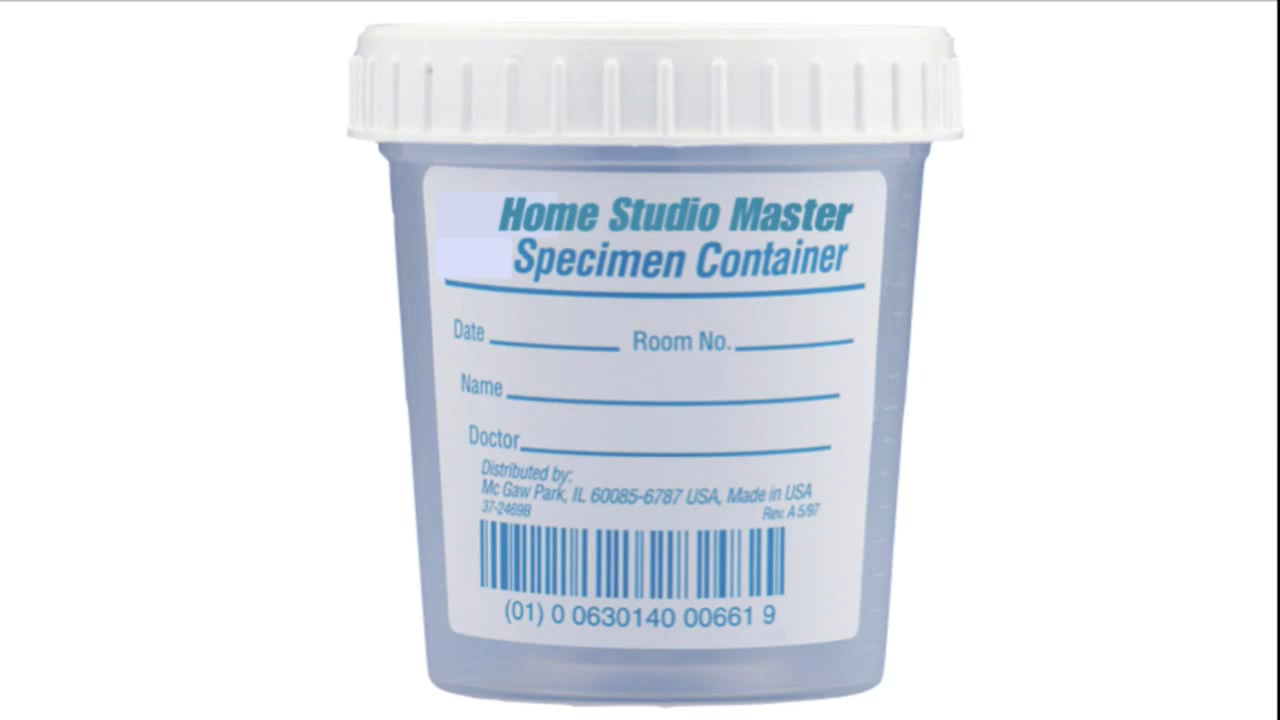 Home Studio Master
Specimen Container
Date Room No.
Name
Doctor
Distributed by:
Mc Gaw Park, IL 60085-6787 USA, Made in USA
37-2469B Rev. A 5/97
(01) 0 0630140 00661 9